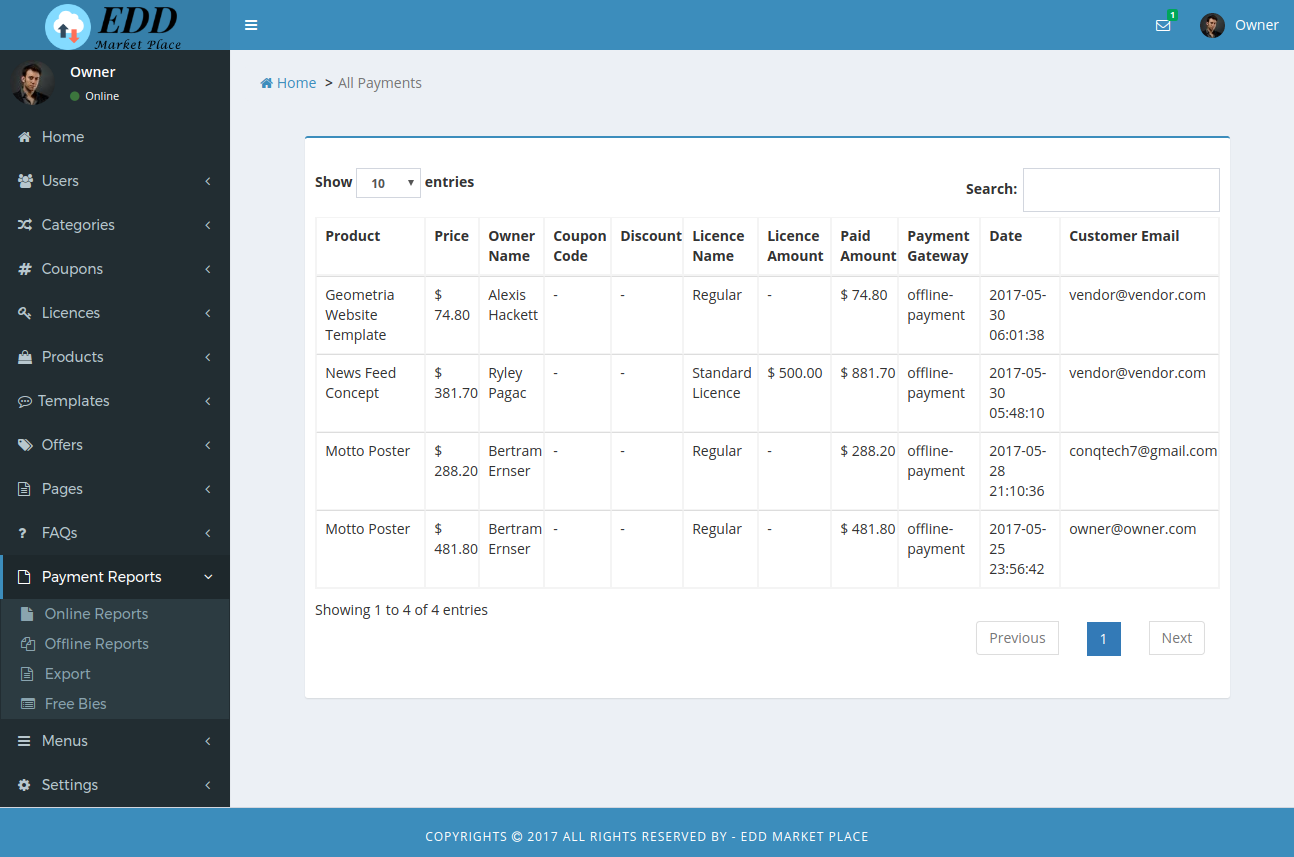 EDD
Market Place
1
Owner
Owner
Online
Home
Users
Categories
Coupons
Licences
Products
Templates
Offers
Pages
FAQs
Payment Reports
Online Reports
Offline Reports
Export
Free Bies
Menus
Settings
Home > All Payments
Show 10 entries
Search:
Product Price Owner Coupon Discount Licence Licence Paid Payment Date Customer Email
Name Code Name Amount Amount Gateway
Geometria $ Alexis - - Regular - $ 74.80 offline- 2017-05- vendor@vendor.com
Website 74.80 Hackett payment 30
Template 06:01:38
News Feed $ Ryley - - Standard $ 500.00 $ 881.70 offline- 2017-05- vendor@vendor.com
Concept 381.70 Pagac Licence payment 30
05:48:10
Motto Poster $ Bertram - - Regular - $ 288.20 offline- 2017-05- conqtech7@gmail.com
288.20 Ernser payment 28
21:10:36
Motto Poster $ Bertram - - Regular - $ 481.80 offline- 2017-05- owner@owner.com
481.80 Ernser payment 25
23:56:42
Showing 1 to 4 of 4 entries
Previous 1 Next
COPYRIGHTS © 2017 ALL RIGHTS RESERVED BY - EDD MARKET PLACE